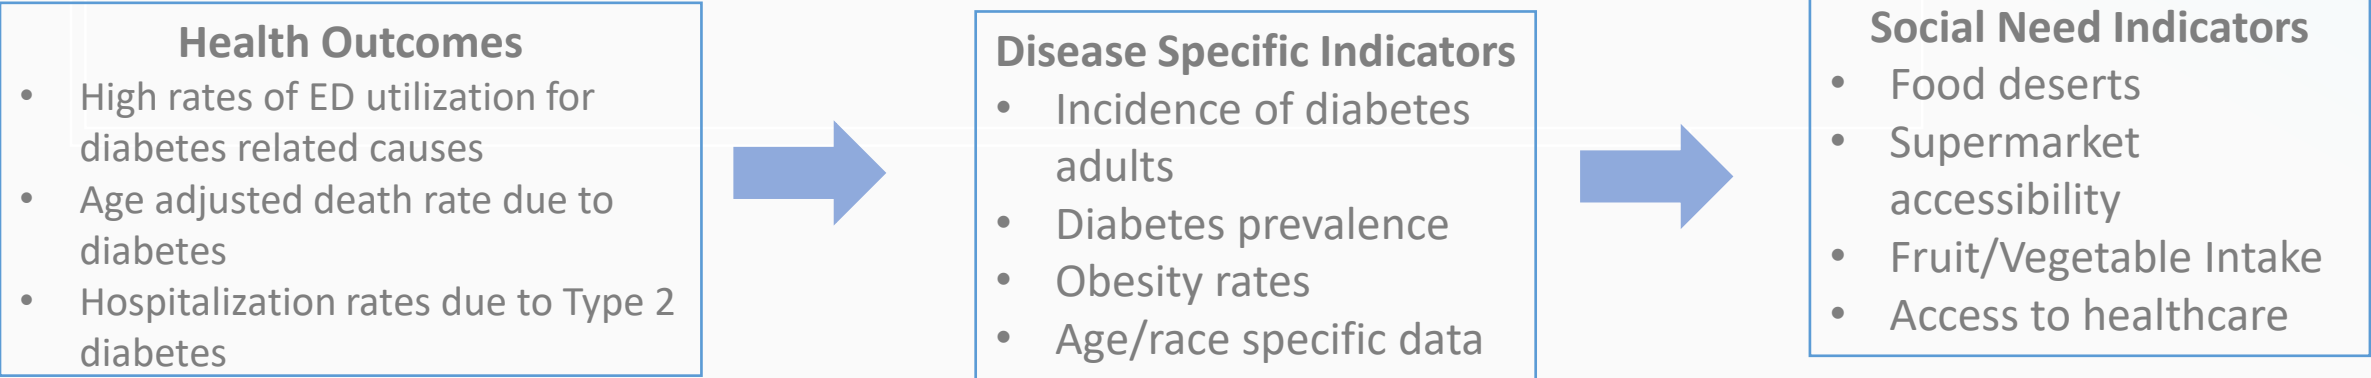 Health Outcomes
• High rates of ED utilization for
diabetes related causes
• Age adjusted death rate due to
diabetes
• Hospitalization rates due to Type 2
diabetes
Disease Specific Indicators
• Incidence of diabetes
adults
• Diabetes prevalence
• Obesity rates
• Age/race specific data
Social Need Indicators
• Food deserts
• Supermarket
accessibility
• Fruit/Vegetable Intake
• Access to healthcare